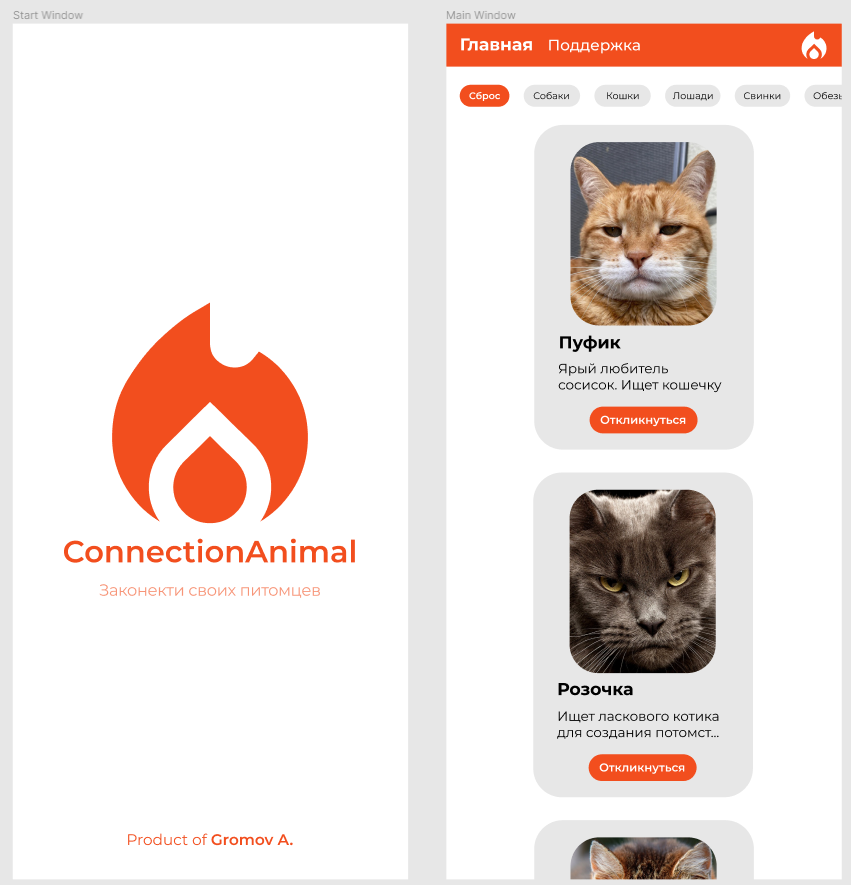 Start Window
ConnectionAnimal
Законекти своих питомцев
Product of Gromov A.
Main Window
Главная Поддержка
Сброс Собаки Кошки Лошади Свинки
Пуфик
Ярый любитель
сосисок. Ищет кошечку
Откликнуться
Розочка
Ищет ласкового котика
для создания потомст...
Откликнуться